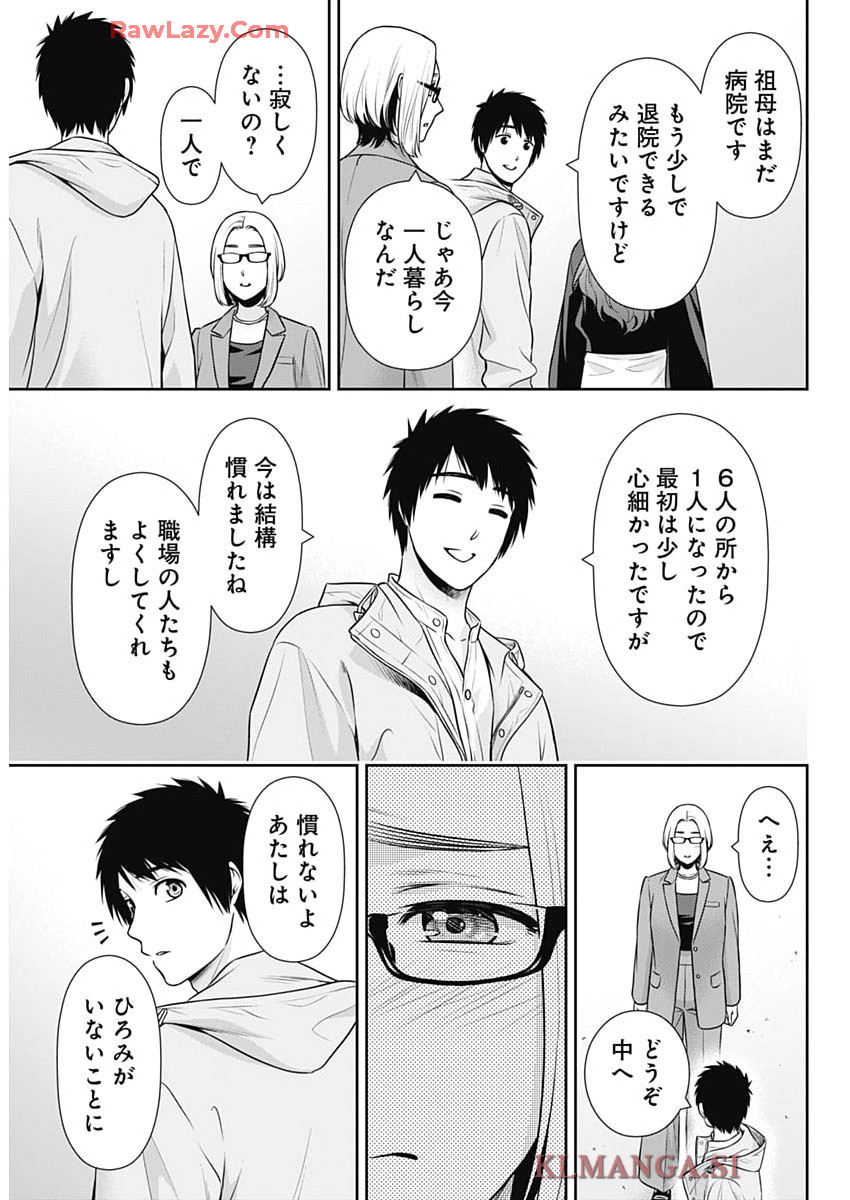 RawLazy.Com
祖母はまだ
病院です
もう少しで
退院できる
みたいですけど
じゃあ今
一人暮らし
なんだ
…寂しく
ないの？
一人で
6人の所から
1人になったので
最初は少し
心細かったですが
今は結構
慣れましたね
職場の人たちも
よくしてくれ
ますし
へぇ…
どうぞ
中へ
慣れないよ
あたしは
ひろみが
いないことに
KLMANGA.SI